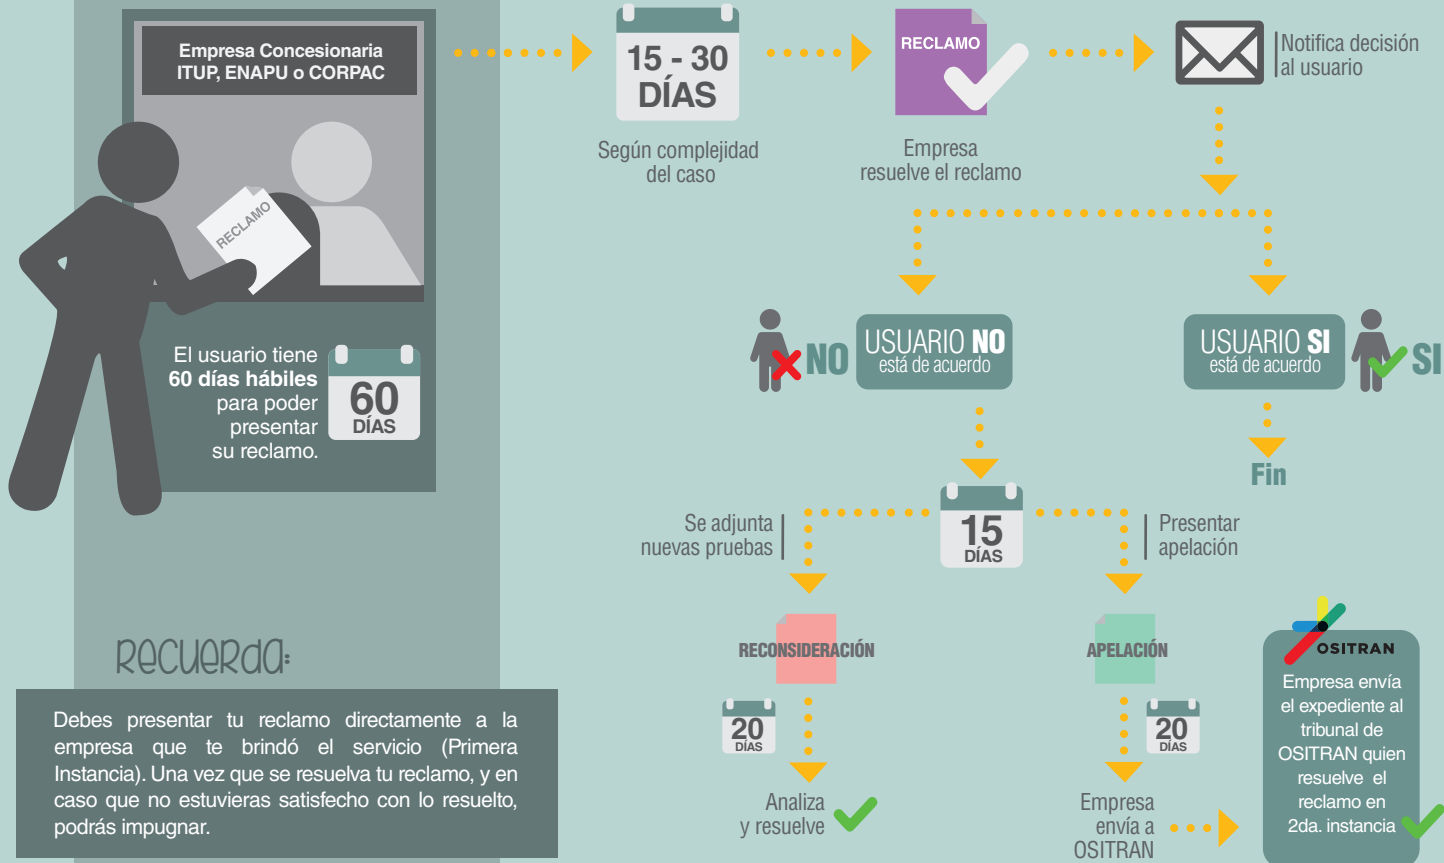 Empresa Concesionaria
ITUP, ENAPU o CORPAC
RECLAMO
El usuario tiene
60 días hábiles
para poder
presentar
su reclamo.
60
DÍAS
15 - 30
DÍAS
Según complejidad
del caso
RECLAMO
Empresa
resuelve el reclamo
Notifica decisión
al usuario
NO
USUARIO NO
está de acuerdo
USUARIO SI
está de acuerdo
SI
Fin
15
DÍAS
Se adjunta
nuevas pruebas
Presentar
apelación
RECONSIDERACIÓN
20
DÍAS
Analiza
y resuelve
APELACIÓN
20
DÍAS
Empresa
envía a
OSITRAN
OSITRAN
Empresa envía
el expediente al
tribunal de
OSITRAN quien
resuelve el
reclamo en
2da. instancia
RECUERDA:
Debes presentar tu reclamo directamente a la
empresa que te brindó el servicio (Primera
Instancia). Una vez que se resuelva tu reclamo, y en
caso que no estuvieras satisfecho con lo resuelto,
podrás impugnar.